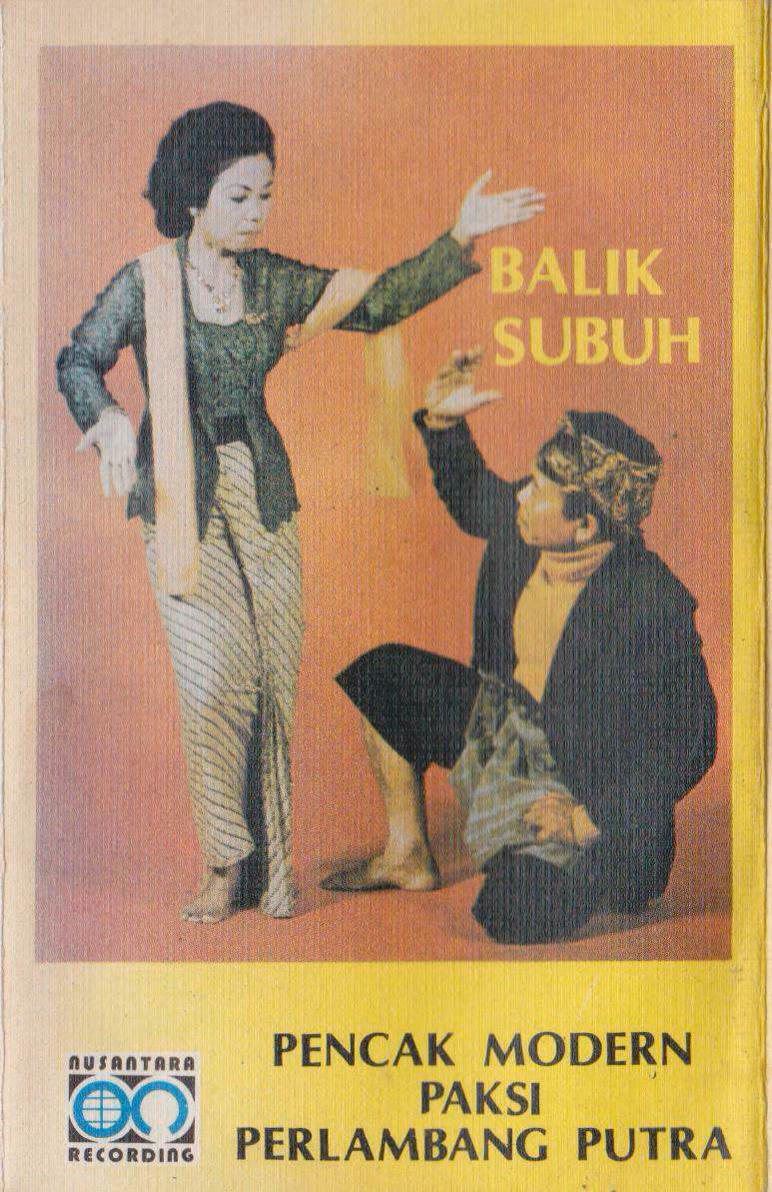 BALIK
SUBUH
PENCAK MODERN
PAKSI
PERLAMBANG PUTRA
NUSANTARA
RECORDING